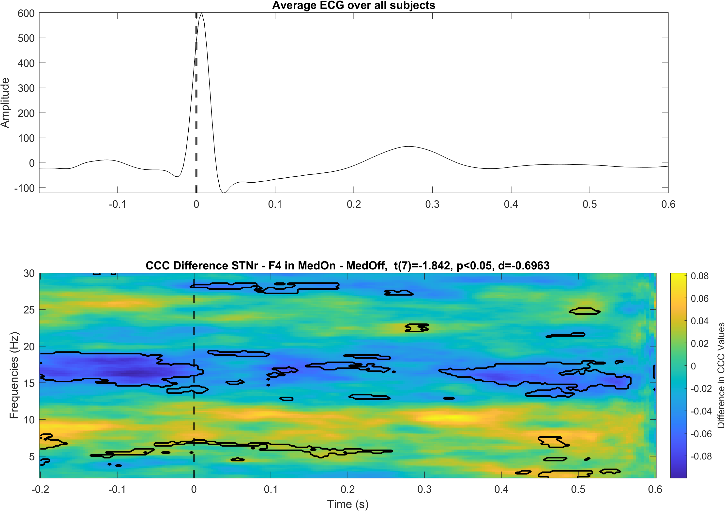 Average ECG over all subjects
Amplitude
600
500
400
300
200
100
0
-100
-0.1 0 0.1 0.2 0.3 0.4 0.5 0.6
CCC Difference STNr - F4 in MedOn - MedOff, t(7)=-1.842, p<0.05, d=-0.6963
Frequencies (Hz)
30
25
20
15
10
5
-0.2 -0.1 0 0.1 0.2 0.3 0.4 0.5 0.6
Time (s)
0.08
0.06
0.04
0.02
0
-0.02
-0.04
-0.06
-0.08
Difference in CCC Values